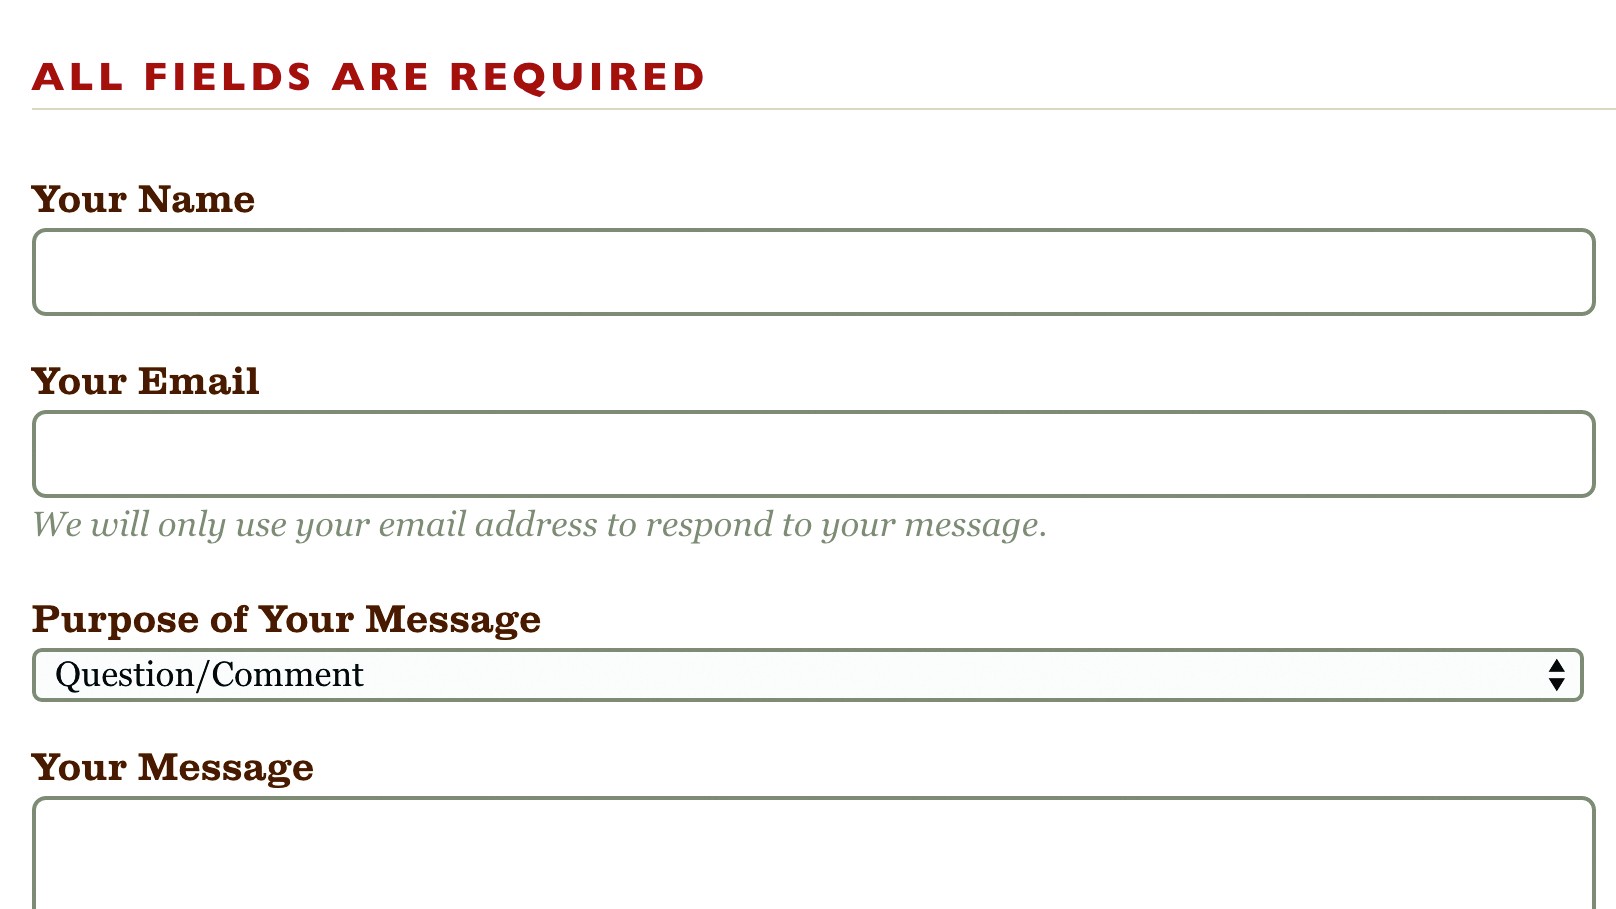 ALL FIELDS ARE REQUIRED
Your Name
Your Email
We will only use your email address to respond to your message.
Purpose of Your Message
Question/Comment
Your Message